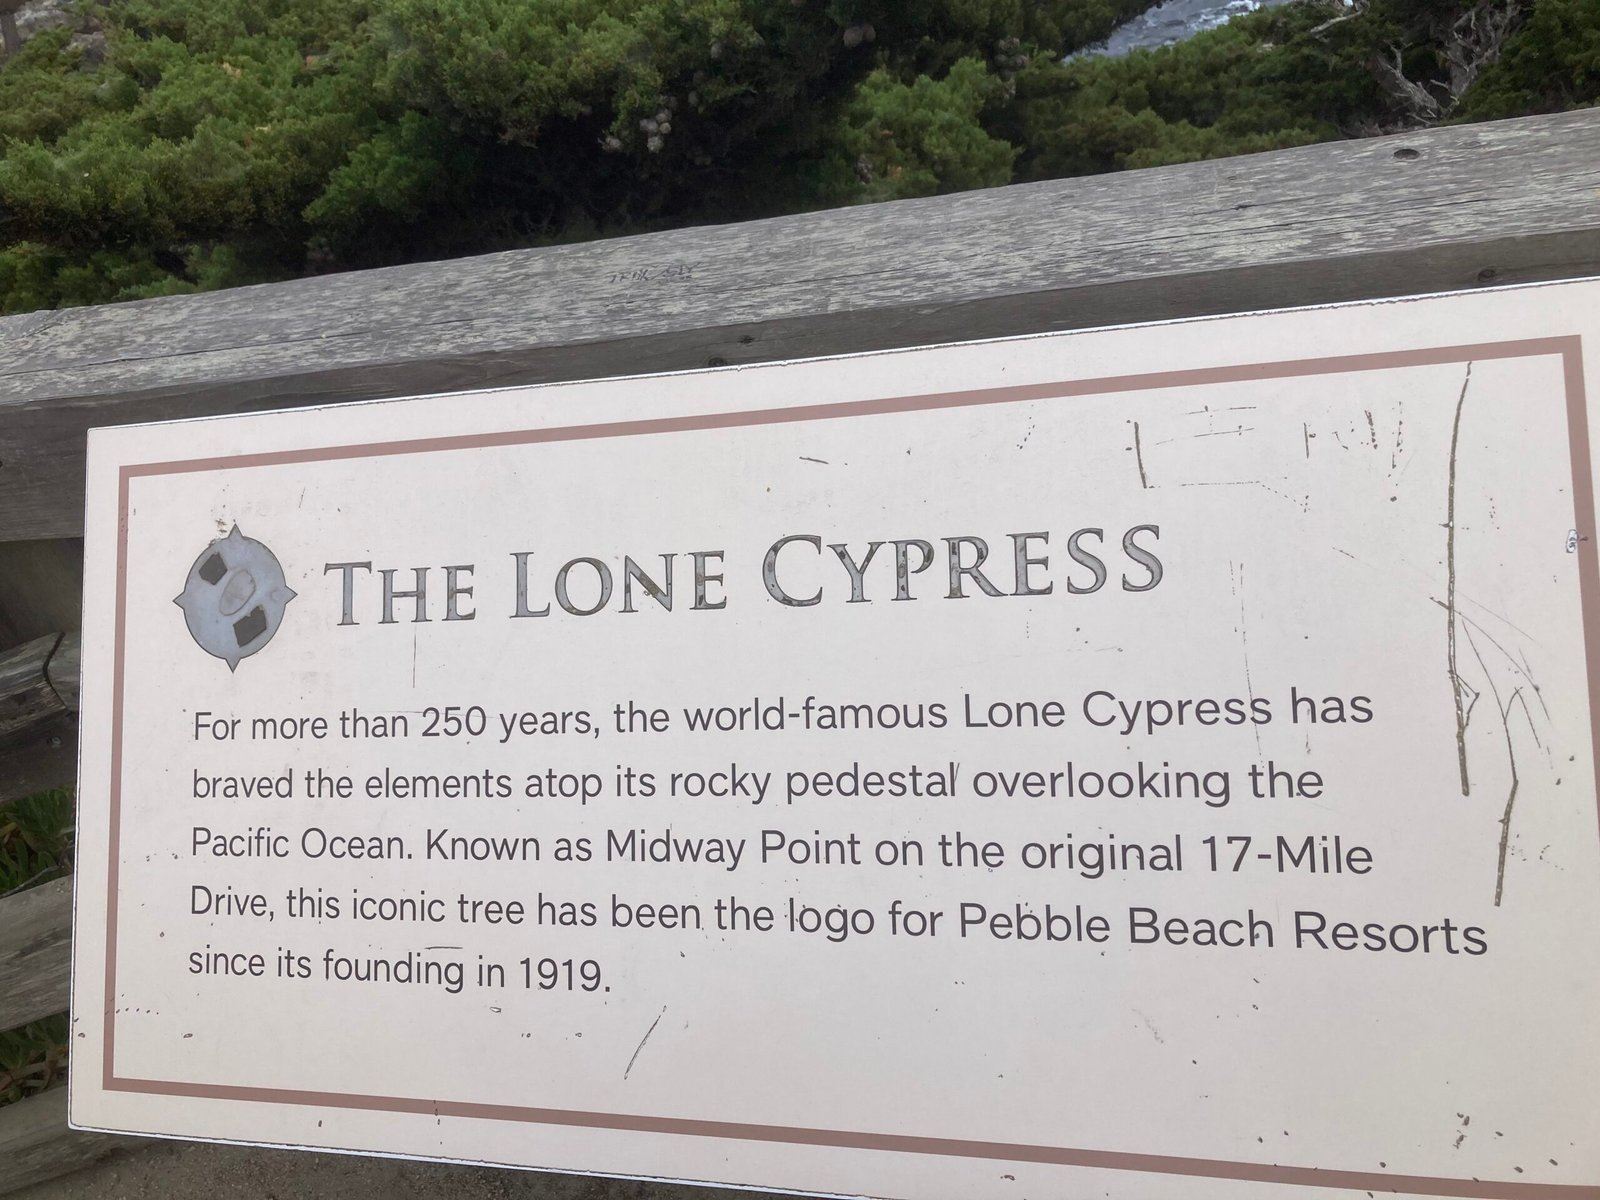 THE LONE CYPRESS
For more than 250 years, the world-famous Lone Cypress has
braved the elements atop its rocky pedestal overlooking the
Pacific Ocean. Known as Midway Point on the original 17-Mile
Drive, this iconic tree has been the logo for Pebble Beach Resorts
since its founding in 1919.